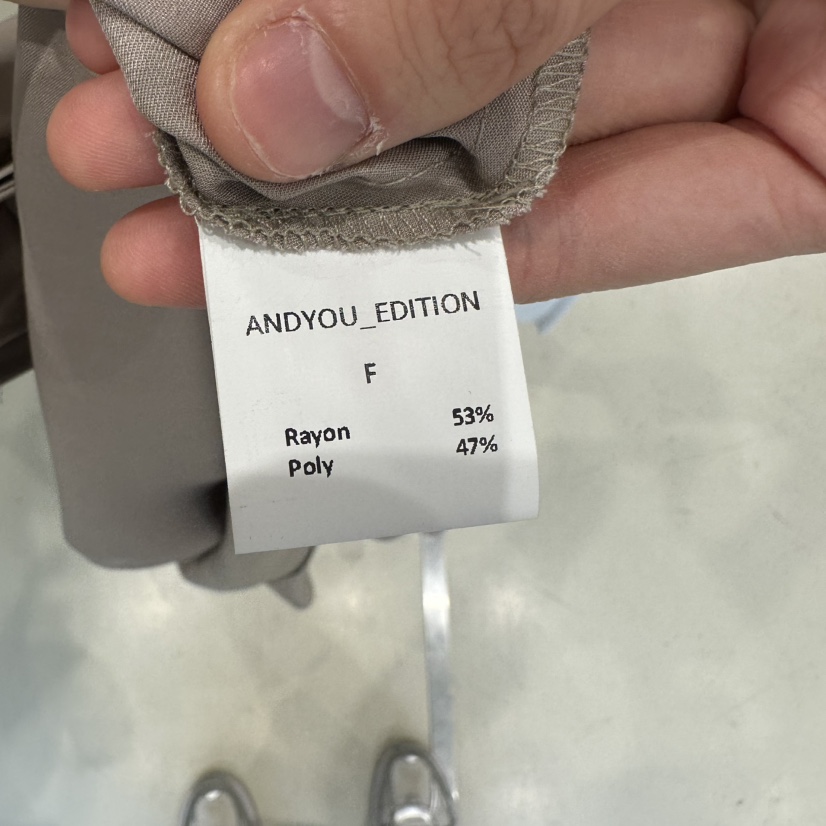 ANDYOU_EDITION
F
Rayon 53%
Poly 47%